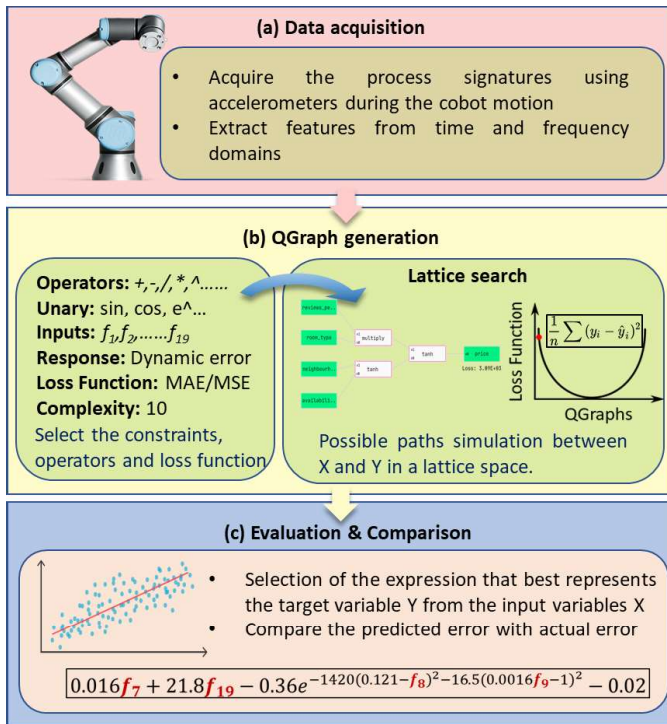 (a) Data acquisition
• Acquire the process signatures using
accelerometers during the cobot motion
• Extract features from time and frequency
domains
(b) QGraph generation
Operators: +,-,/,*,^......
Unary: sin, cos, e^...
Inputs: f₁,f₂,......f₁₉
Response: Dynamic error
Loss Function: MAE/MSE
Complexity: 10
Select the constraints,
operators and loss function
Lattice search
reviews_pe..
room_type
neighbourh..
availabili..
multiply
tanh
tanh
price
Loss: 3.09E+03
Loss Function
1/n ∑ (yᵢ − ŷᵢ)²
QGraphs
Possible paths simulation between
X and Y in a lattice space.
(c) Evaluation & Comparison
• Selection of the expression that best represents
the target variable Y from the input variables X
• Compare the predicted error with actual error
0.016f₇ + 21.8f₁₉ − 0.36e^(−1420(0.121−f₈)²−16.5(0.0016f₉−1)²) − 0.02